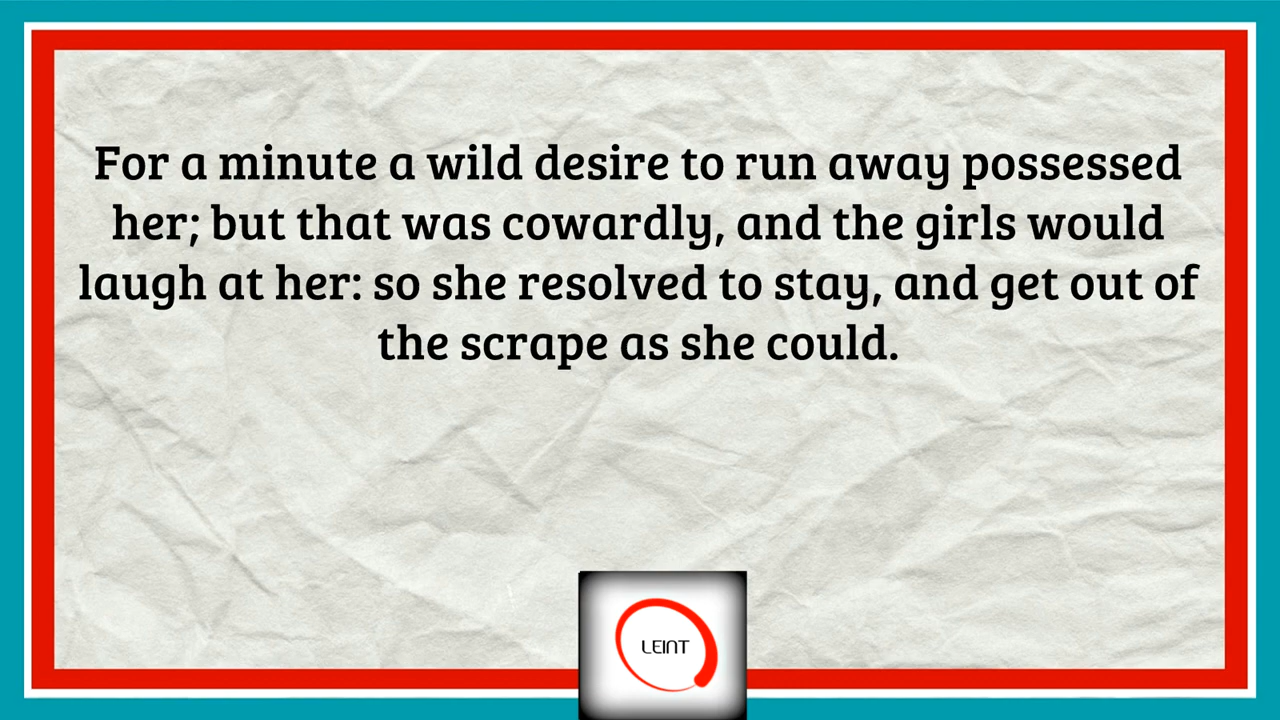 For a minute a wild desire to run away possessed
her; but that was cowardly, and the girls would
laugh at her: so she resolved to stay, and get out of
the scrape as she could.
LEINT